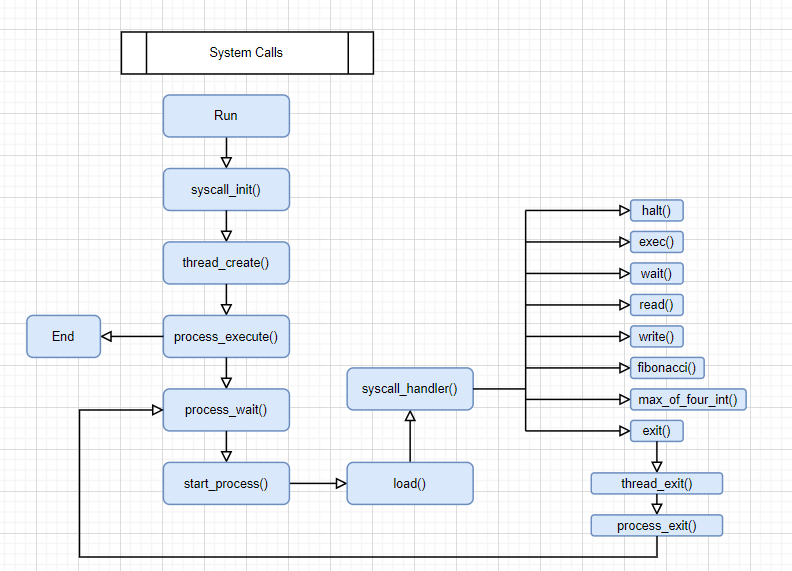 System Calls
Run
syscall_init()
thread_create()
process_execute()
End
process_wait()
start_process()
load()
syscall_handler()
halt()
exec()
wait()
read()
write()
fibonacci()
max_of_four_int()
exit()
thread_exit()
process_exit()